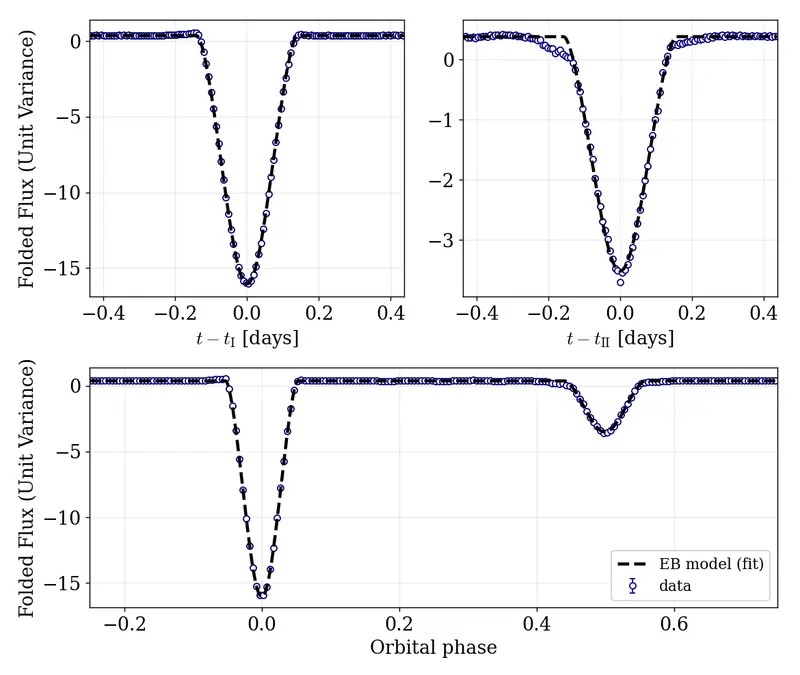 Folded Flux (Unit Variance)
0
−5
−10
−15
−0.4 −0.2 0.0 0.2 0.4
t − tI [days]
0
−1
−2
−3
−0.4 −0.2 0.0 0.2 0.4
t − tII [days]
Folded Flux (Unit Variance)
0
−5
−10
−15
EB model (fit)
data
−0.2 0.0 0.2 0.4 0.6
Orbital phase